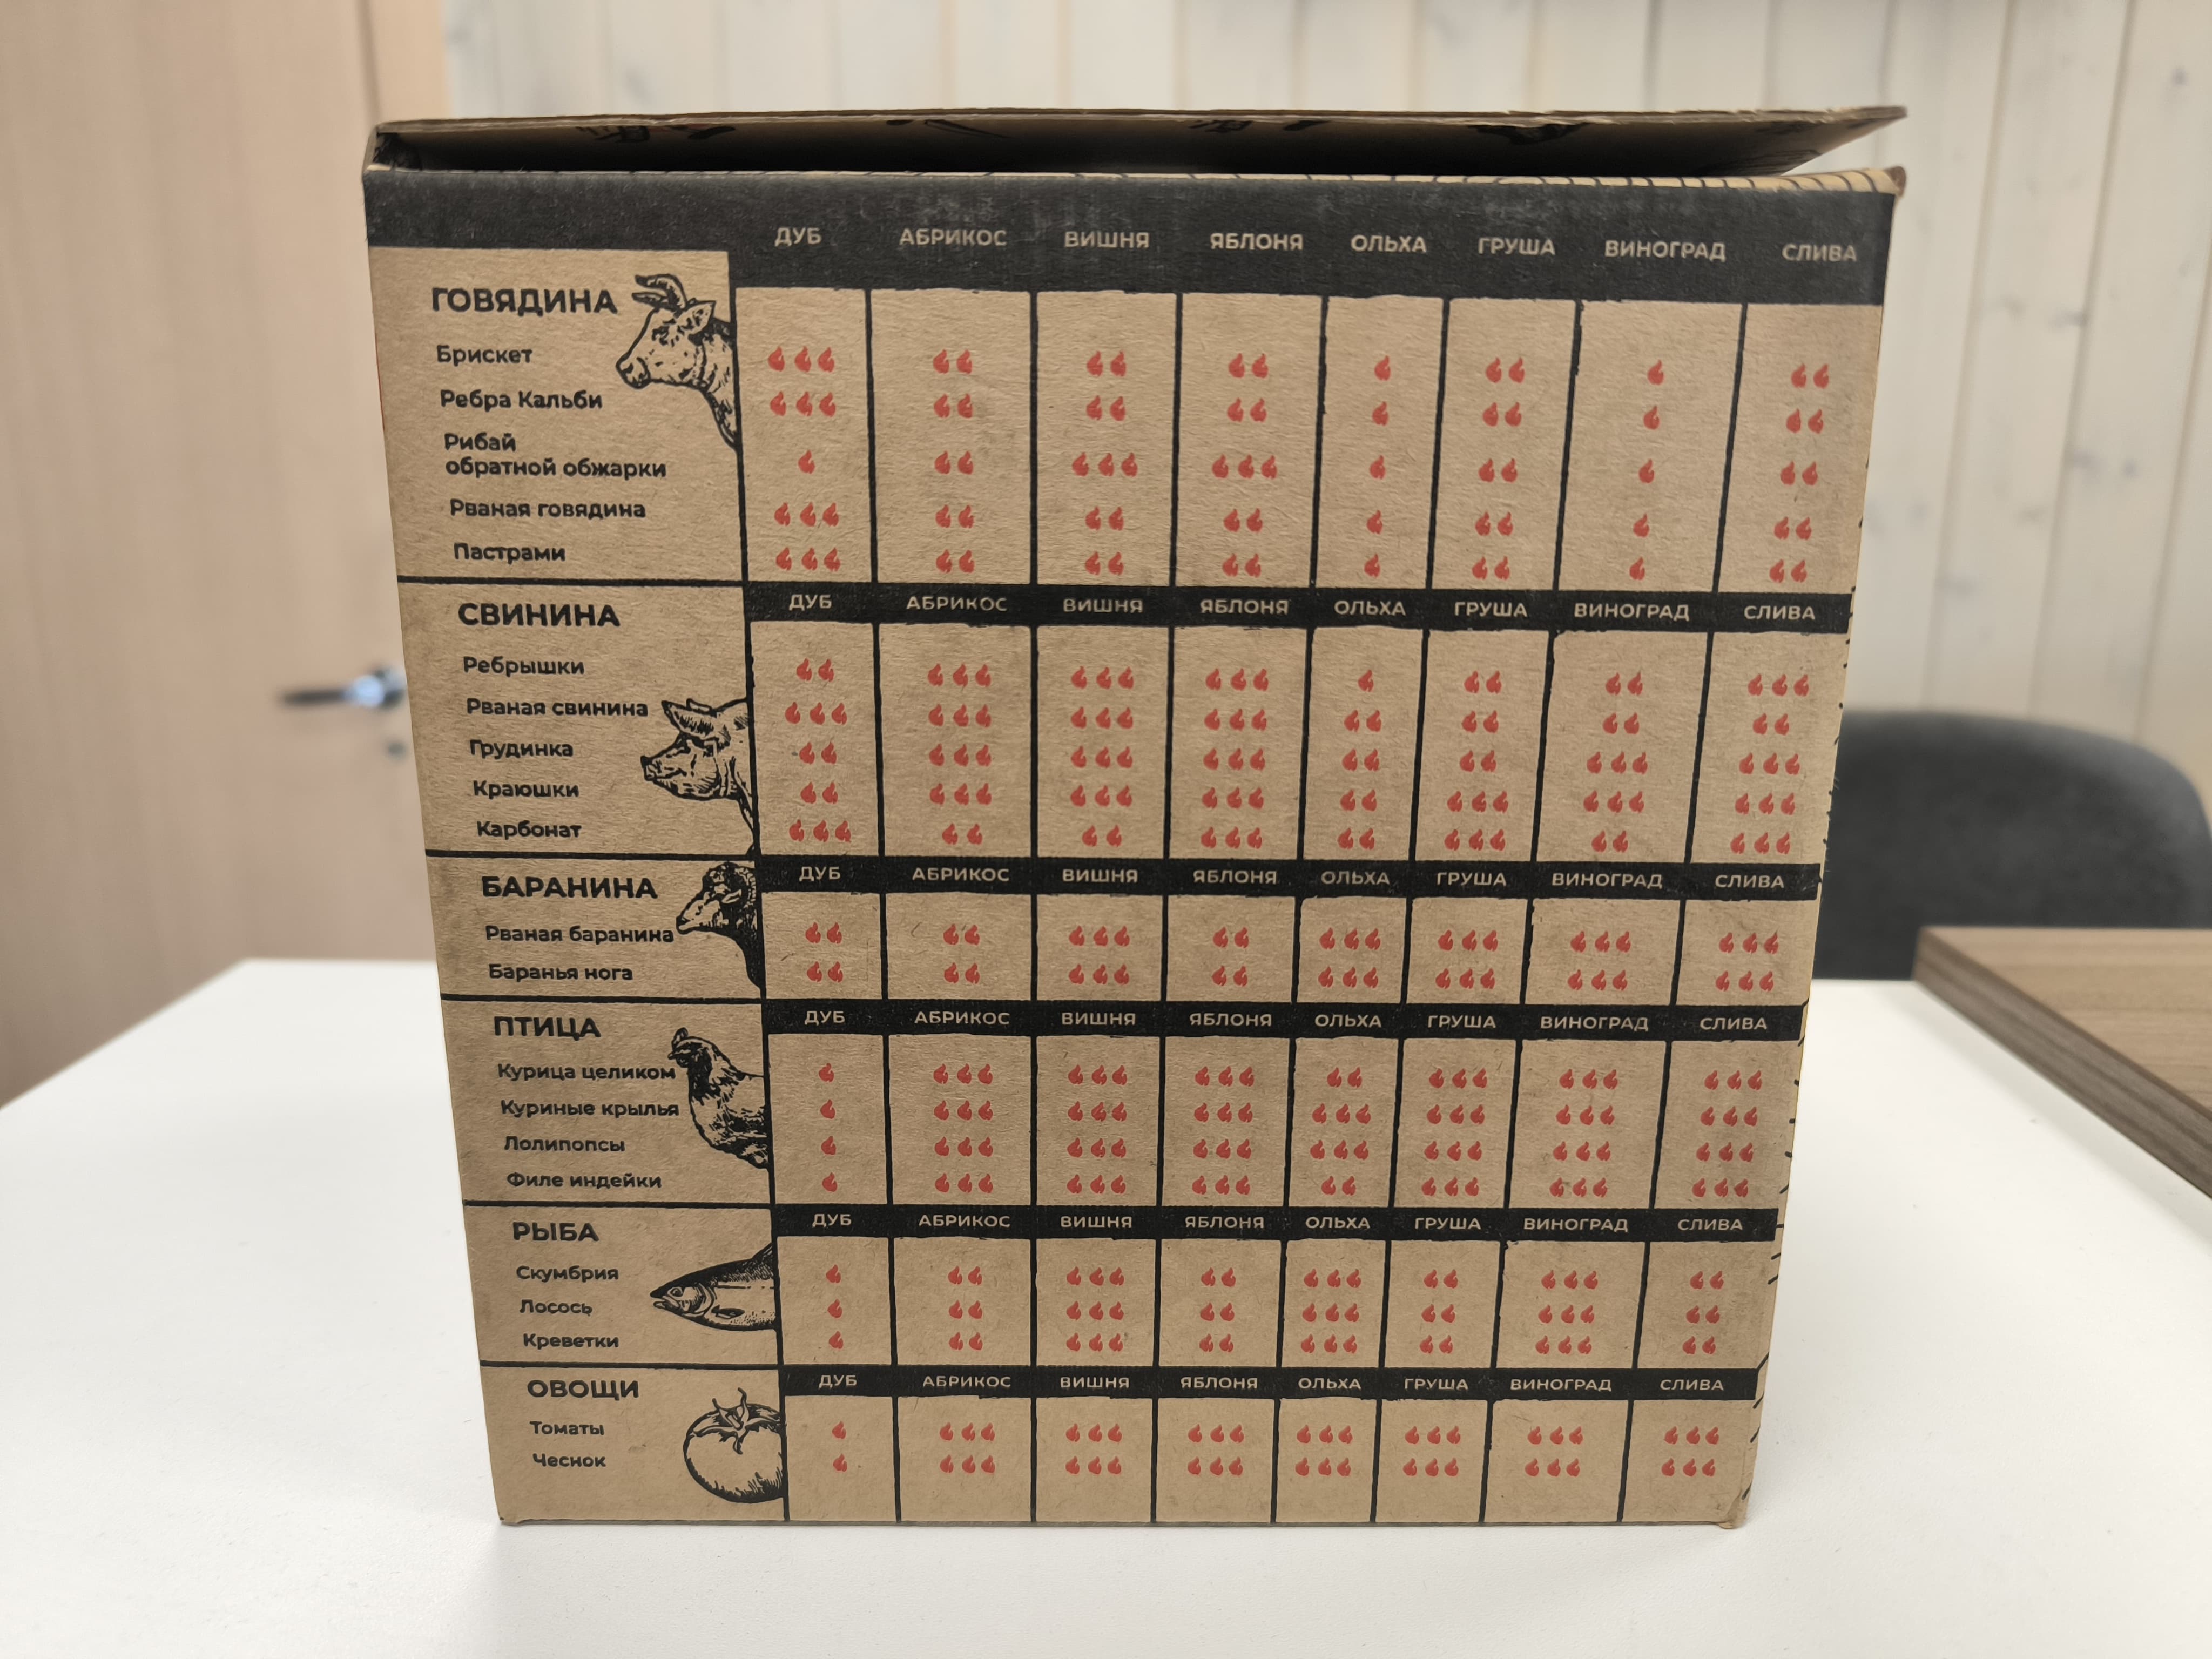 ДУБ АБРИКОС ВИШНЯ ЯБЛОНЯ ОЛЬХА ГРУША ВИНОГРАД СЛИВА
ГОВЯДИНА
Брискет
Ребра Кальби
Рибай
обратной обжарки
Рваная говядина
Пастрами
ДУБ АБРИКОС ВИШНЯ ЯБЛОНЯ ОЛЬХА ГРУША ВИНОГРАД СЛИВА
СВИНИНА
Ребрышки
Рваная свинина
Грудинка
Краюшки
Карбонат
ДУБ АБРИКОС ВИШНЯ ЯБЛОНЯ ОЛЬХА ГРУША ВИНОГРАД СЛИВА
БАРАНИНА
Рваная баранина
Баранья нога
ДУБ АБРИКОС ВИШНЯ ЯБЛОНЯ ОЛЬХА ГРУША ВИНОГРАД СЛИВА
ПТИЦА
Курица целиком
Куриные крылья
Лолипопсы
Филе индейки
ДУБ АБРИКОС ВИШНЯ ЯБЛОНЯ ОЛЬХА ГРУША ВИНОГРАД СЛИВА
РЫБА
Скумбрия
Лосось
Креветки
ДУБ АБРИКОС ВИШНЯ ЯБЛОНЯ ОЛЬХА ГРУША ВИНОГРАД СЛИВА
ОВОЩИ
Томаты
Чеснок